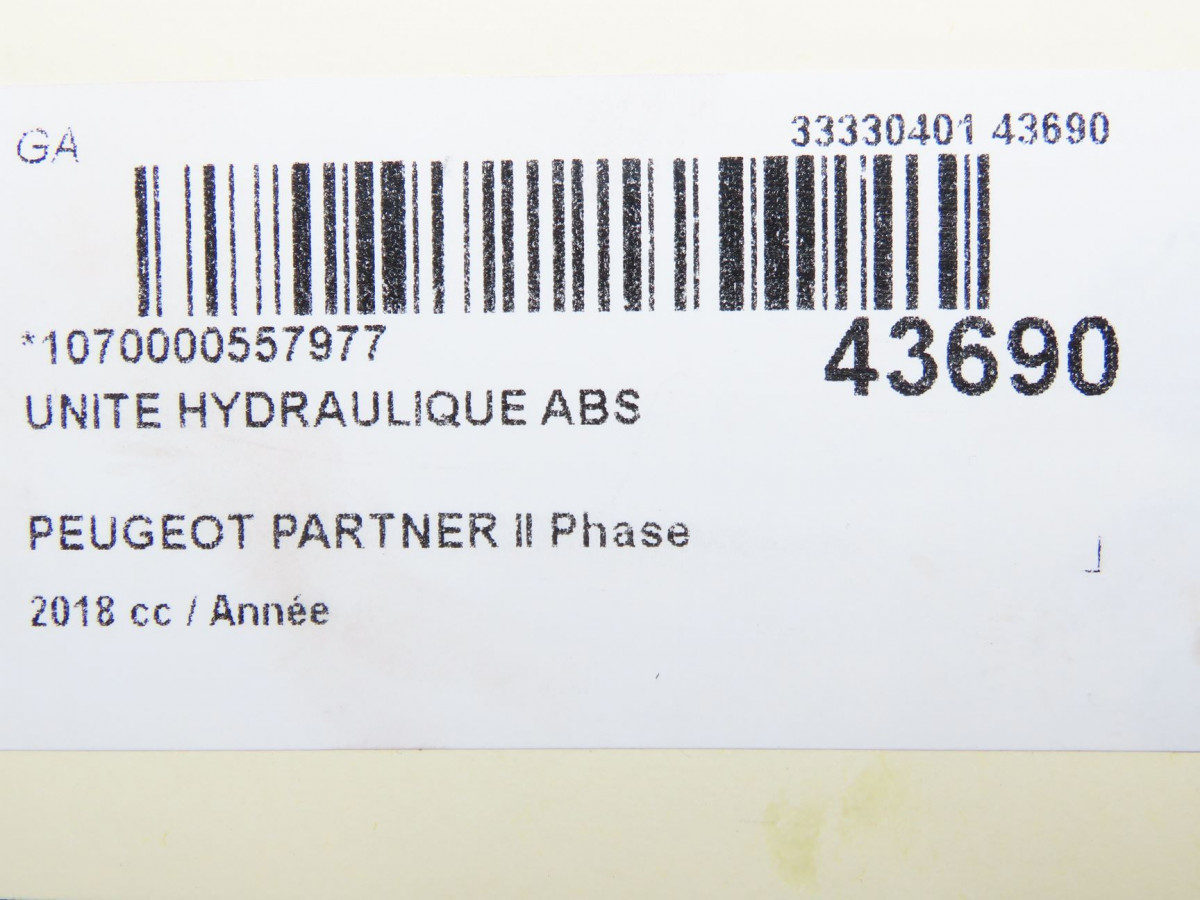 GA
33330401 43690
*1070000557977
43690
UNITE HYDRAULIQUE ABS
PEUGEOT PARTNER II Phase
2018 cc / Année